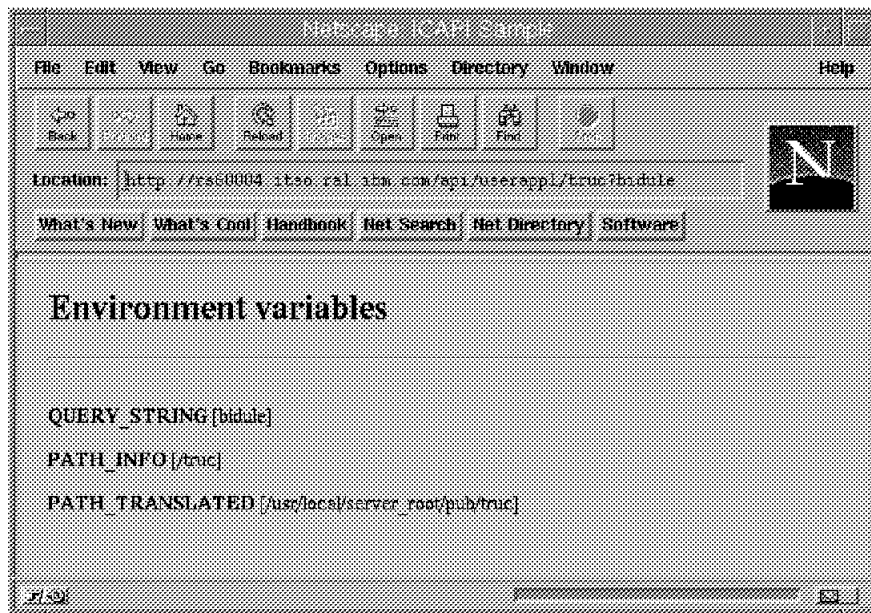 Netscape: ICAPI Sample
File Edit View Go Bookmarks Options Directory Window Help
Back Forward Home Reload Open Print Find Stop
Location: http://rs60004.itso.ral.ibm.com/api/userappl/truc?bidule
N
What's New What's Cool Handbook Net Search Net Directory Software
Environment variables
QUERY_STRING [bidule]
PATH_INFO [/truc]
PATH_TRANSLATED [/usr/local/server_root/pub/truc]